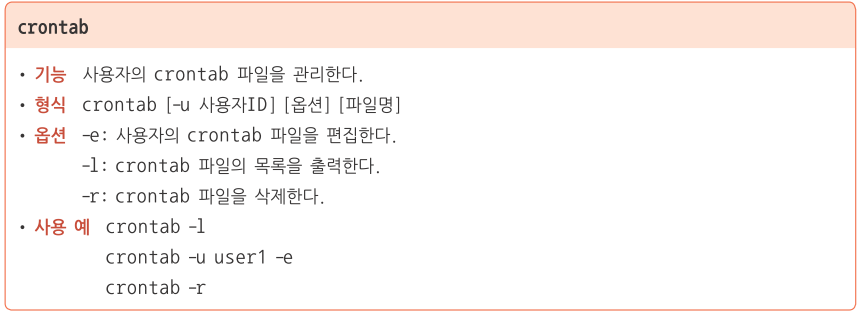 crontab
• 기능 사용자의 crontab 파일을 관리한다.
• 형식 crontab [-u 사용자ID] [옵션] [파일명]
• 옵션 -e: 사용자의 crontab 파일을 편집한다.
-l: crontab 파일의 목록을 출력한다.
-r: crontab 파일을 삭제한다.
• 사용 예 crontab -l
crontab -u user1 -e
crontab -r